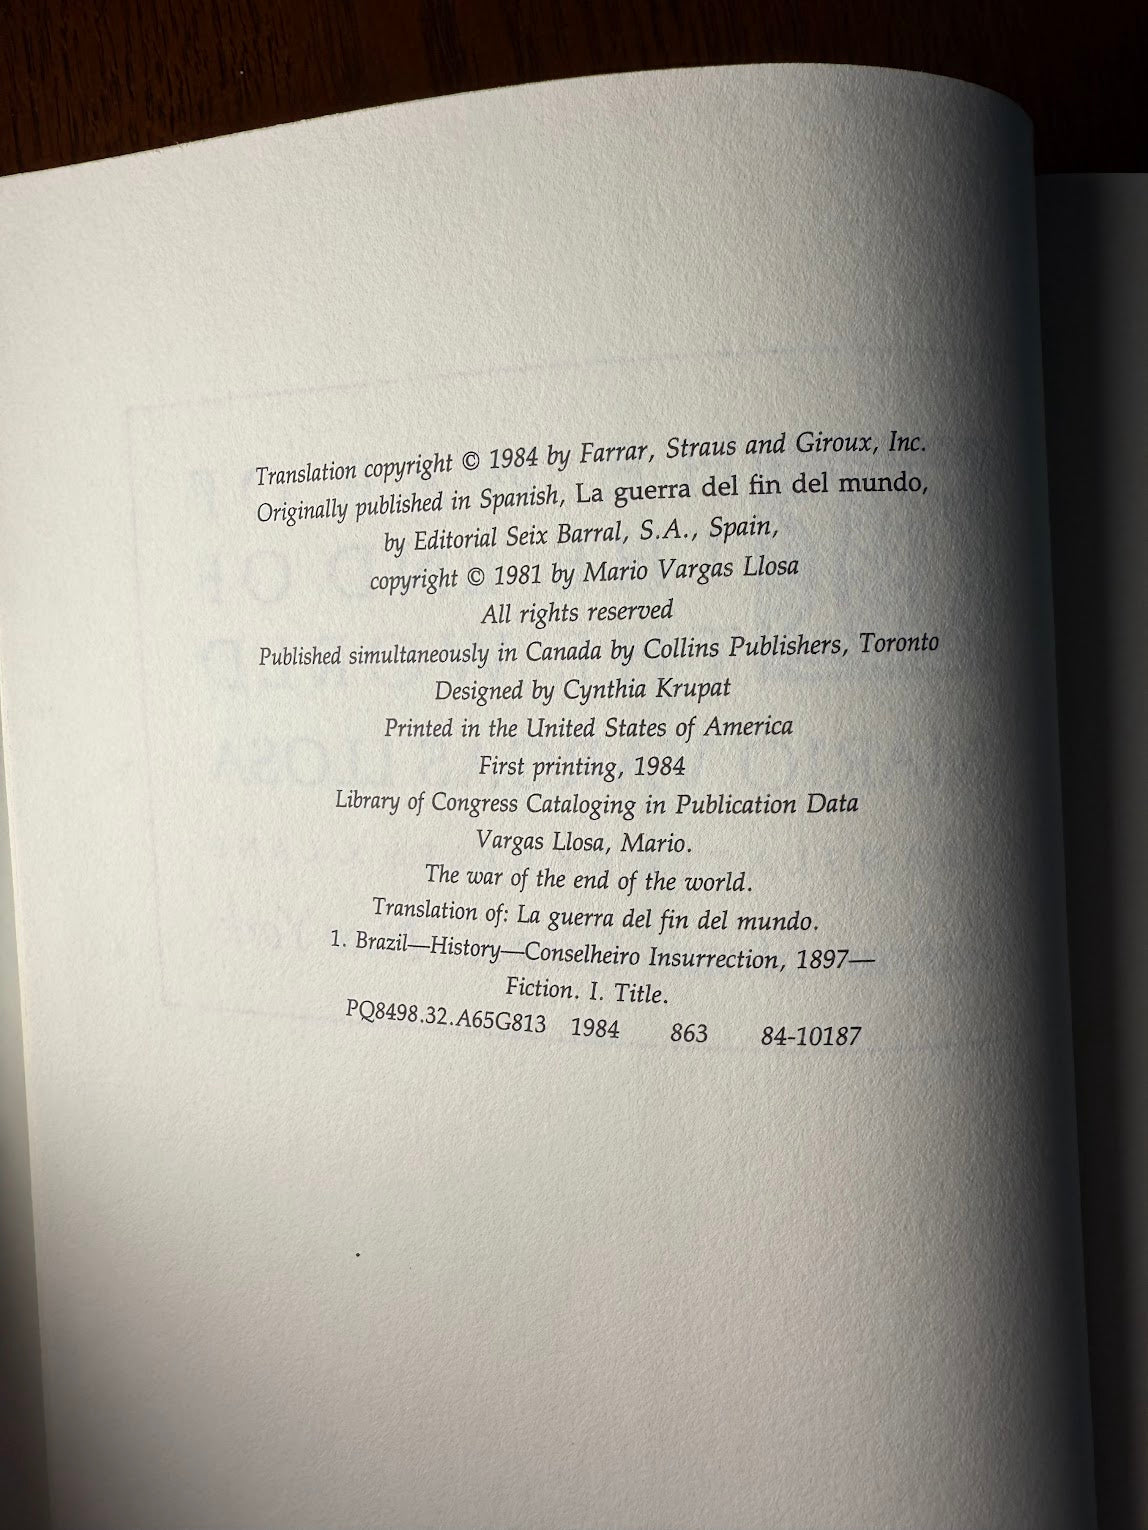 Translation copyright © 1984 by Farrar, Straus and Giroux, Inc.
Originally published in Spanish, La guerra del fin del mundo,
by Editorial Seix Barral, S.A., Spain,
copyright © 1981 by Mario Vargas Llosa
All rights reserved
Published simultaneously in Canada by Collins Publishers, Toronto
Designed by Cynthia Krupat
Printed in the United States of America
First printing, 1984
Library of Congress Cataloging in Publication Data
Vargas Llosa, Mario.
The war of the end of the world.
Translation of: La guerra del fin del mundo.
1. Brazil—History—Conselheiro Insurrection, 1897—
Fiction. I. Title.
PQ8498.32.A65G813 1984 863 84-10187